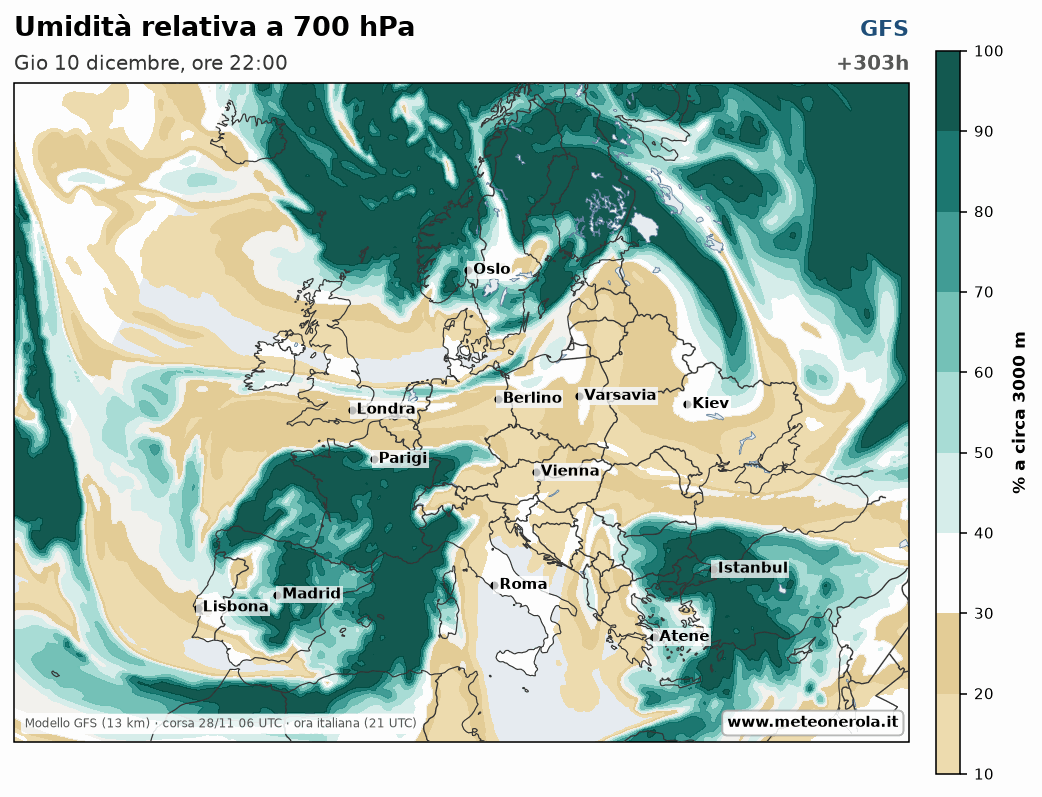 Umidità relativa a 700 hPa
GFS
Gio 10 dicembre, ore 22:00
+303h
100
90
80
70
60
50
40
30
20
10
% a circa 3000 m
Oslo
Londra
Berlino
Varsavia
Kiev
Parigi
Vienna
Istanbul
Roma
Madrid
Lisbona
Atene
Modello GFS (13 km) · corsa 28/11 06 UTC · ora italiana (21 UTC)
www.meteonerola.it